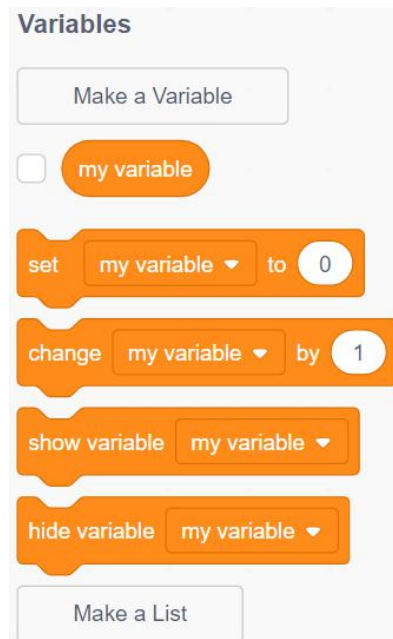 Variables
Make a Variable
my variable
set my variable to 0
change my variable by 1
show variable my variable
hide variable my variable
Make a List